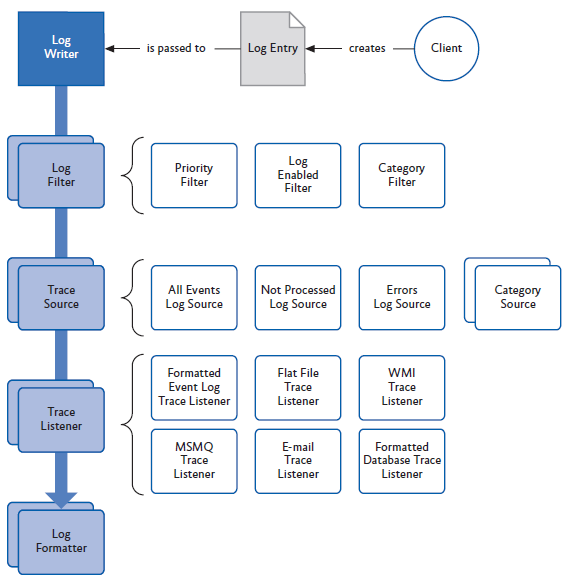 Log
Writer
is passed to
Log Entry
creates
Client
Log
Filter
Priority
Filter
Log
Enabled
Filter
Category
Filter
Trace
Source
All Events
Log Source
Not Processed
Log Source
Errors
Log Source
Category
Source
Trace
Listener
Formatted
Event Log
Trace Listener
Flat File
Trace
Listener
WMI
Trace
Listener
MSMQ
Trace
Listener
E-mail
Trace
Listener
Formatted
Database Trace
Listener
Log
Formatter